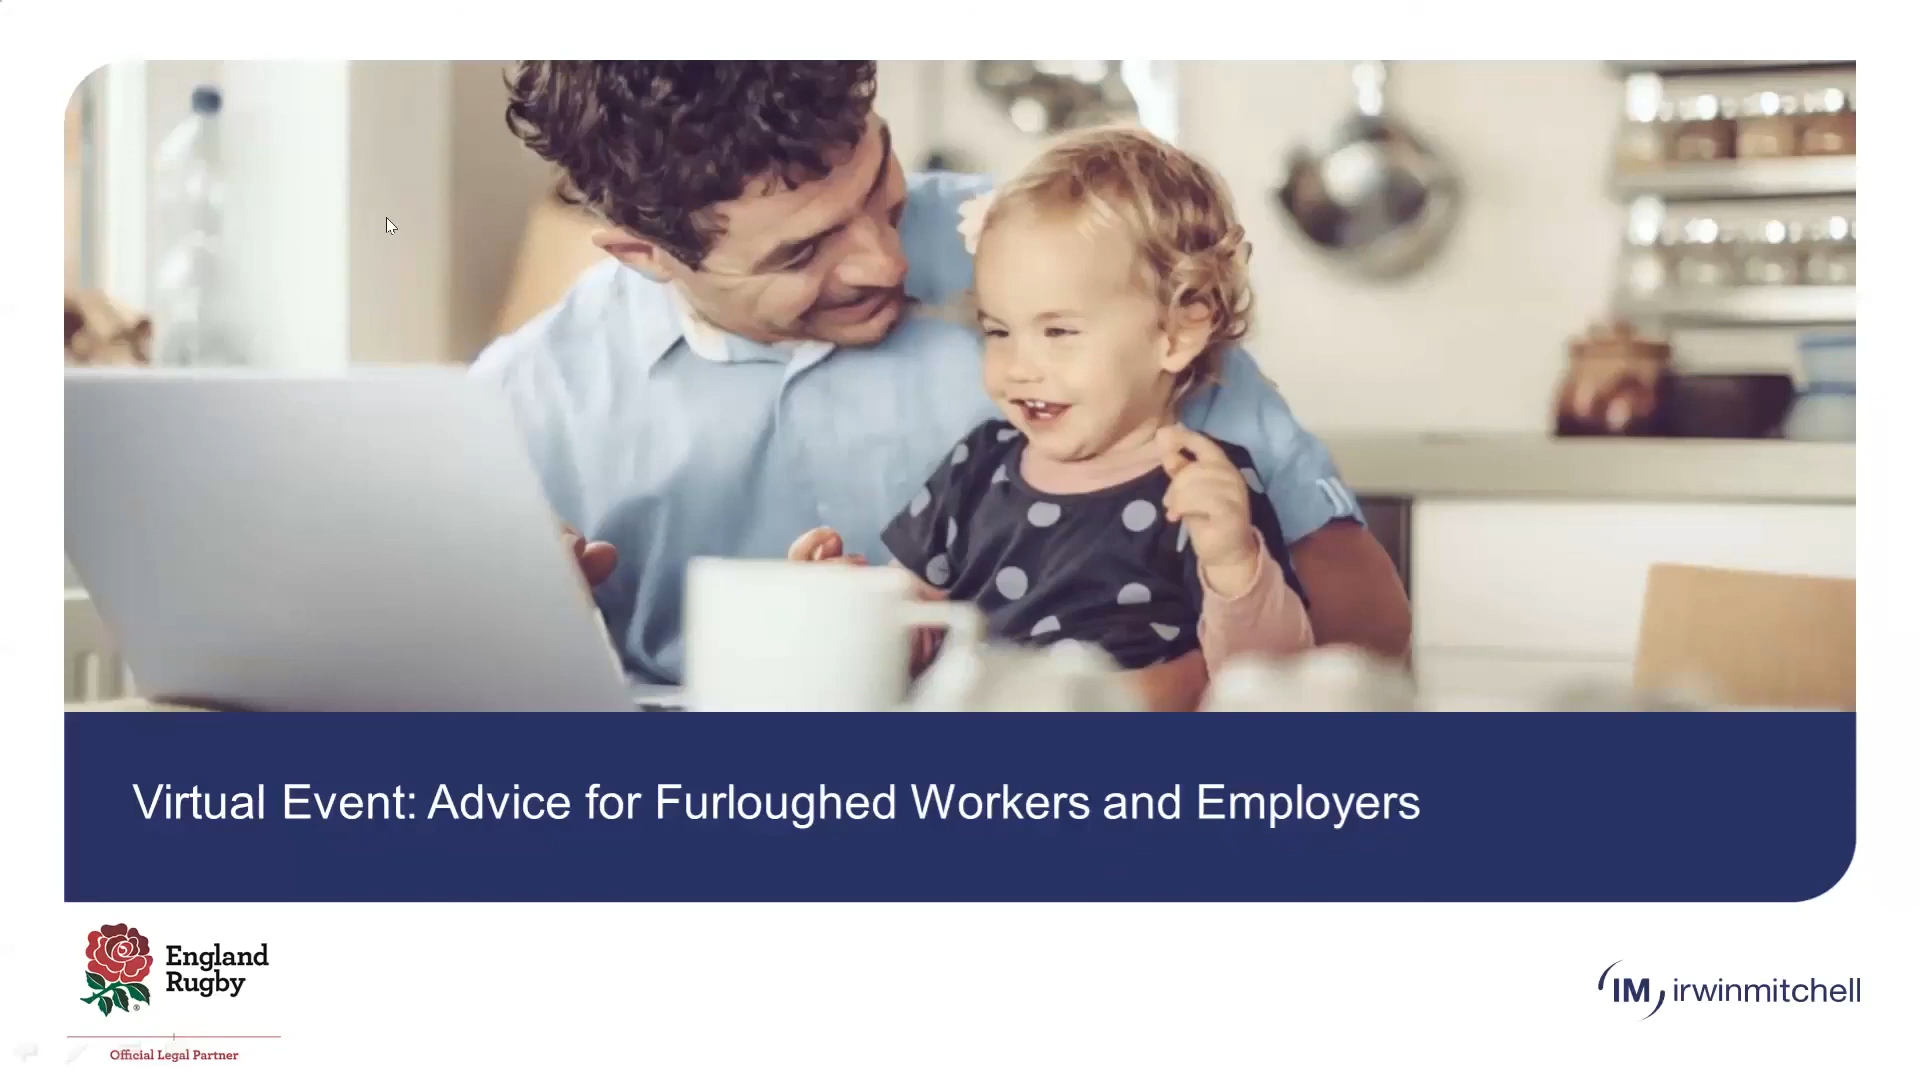 Virtual Event: Advice for Furloughed Workers and Employers
England
Rugby
Official Legal Partner
IM irwinmitchell